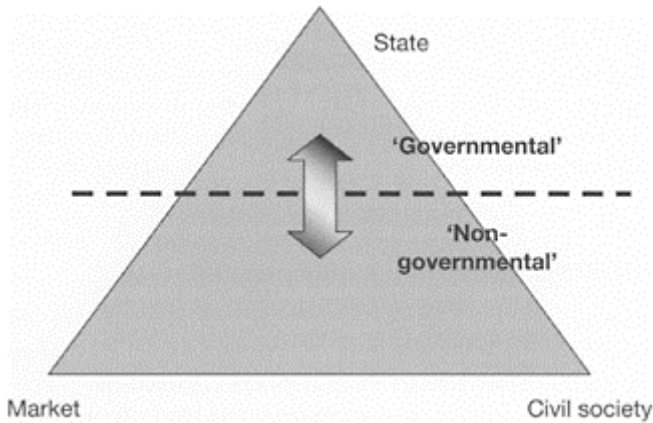 State
‘Governmental’
‘Non-
governmental’
Market
Civil society